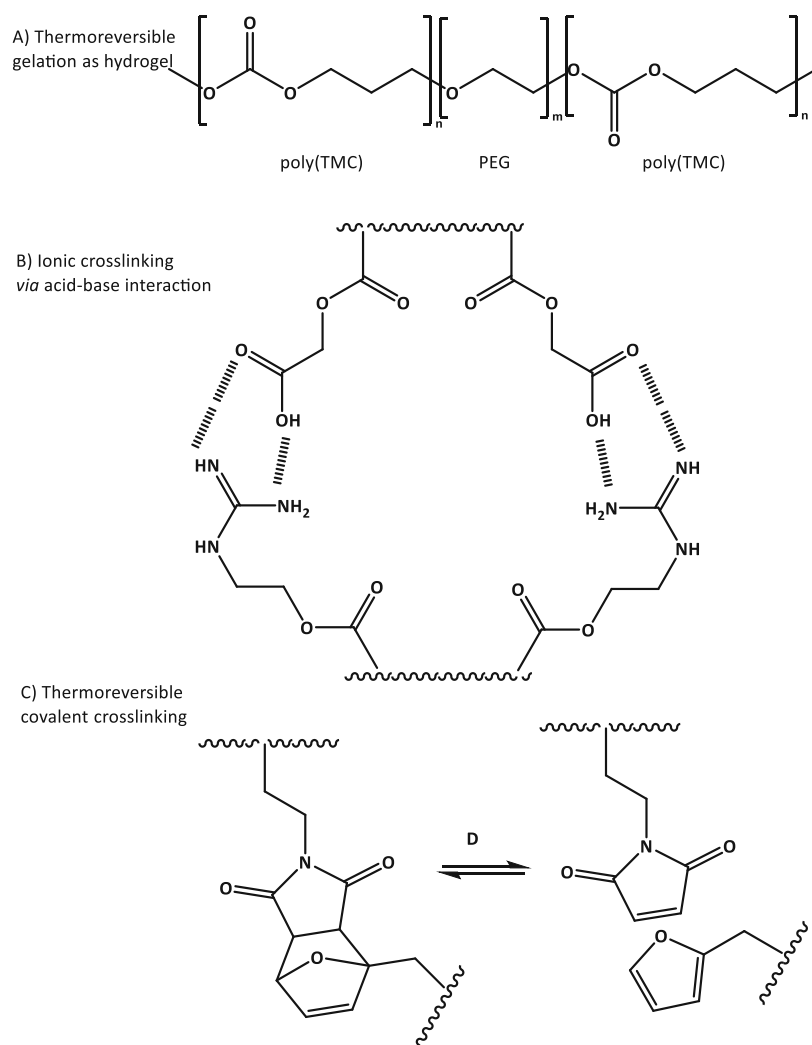 A) Thermoreversible
gelation as hydrogel
O
O
O
n
O
m
O
O
O
n
poly(TMC)
PEG
poly(TMC)
B) Ionic crosslinking
via acid-base interaction
O
O
O
O
O
O
OH
OH
HN
NH
NH2
H2N
HN
NH
O
O
O
O
C) Thermoreversible
covalent crosslinking
D
N
O
O
O
N
O
O
O